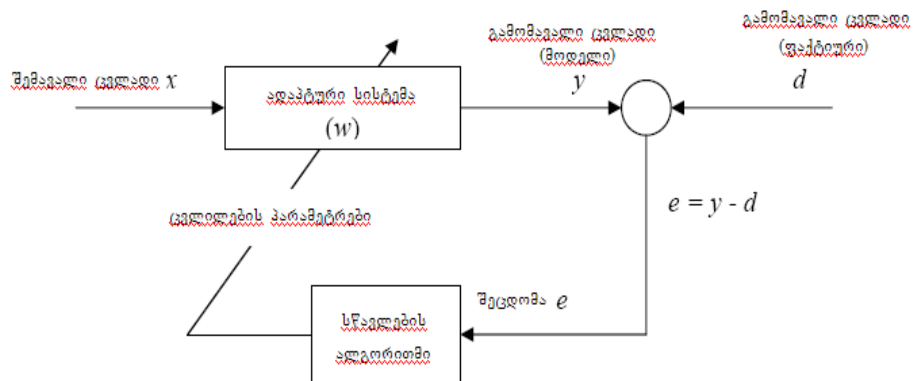 გამომავალი ცვლადი
(მოდელი)
y
გამომავალი ცვლადი
(ფაქტიური)
d
შემავალი ცვლადი x
ადაპტური სისტემა
(w)
e = y - d
ცვლილების პარამეტრები
შეცდომა e
სწავლების
ალგორითმი